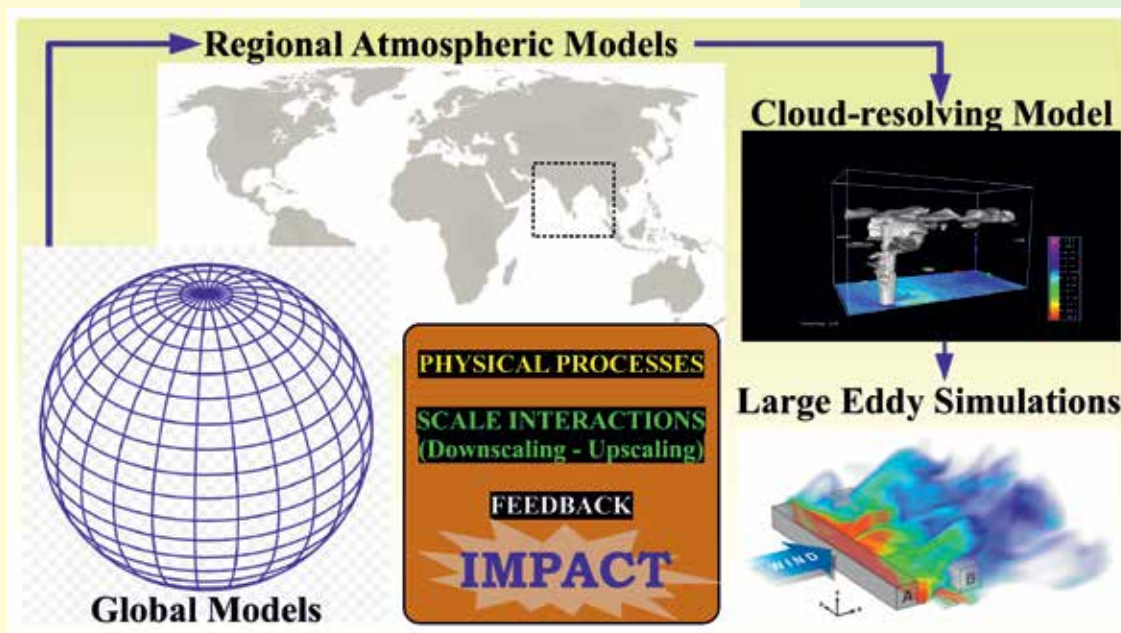 Regional Atmospheric Models
Cloud-resolving Model
PHYSICAL PROCESSES
SCALE INTERACTIONS
(Downscaling - Upscaling)
FEEDBACK
IMPACT
Global Models
Large Eddy Simulations
WIND
A
B